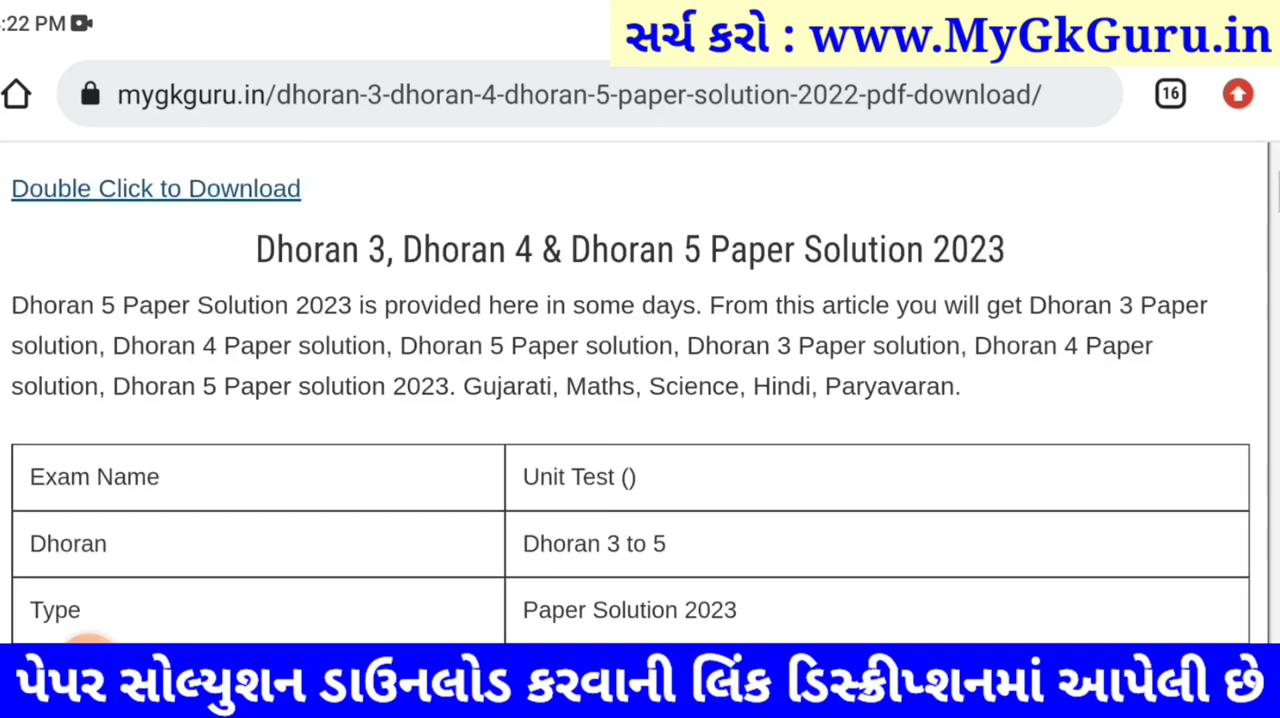 :22 PM
સર્ચ કરો : www.MyGkGuru.in
mygkguru.in/dhoran-3-dhoran-4-dhoran-5-paper-solution-2022-pdf-download/
16
Double Click to Download
Dhoran 3, Dhoran 4 & Dhoran 5 Paper Solution 2023
Dhoran 5 Paper Solution 2023 is provided here in some days. From this article you will get Dhoran 3 Paper
solution, Dhoran 4 Paper solution, Dhoran 5 Paper solution, Dhoran 3 Paper solution, Dhoran 4 Paper
solution, Dhoran 5 Paper solution 2023. Gujarati, Maths, Science, Hindi, Paryavaran.
Exam Name Unit Test ()
Dhoran Dhoran 3 to 5
Type Paper Solution 2023
પેપર સોલ્યુશન ડાઉનલોડ કરવાની લિંક ડિસ્ક્રીપ્શનમાં આપેલી છે